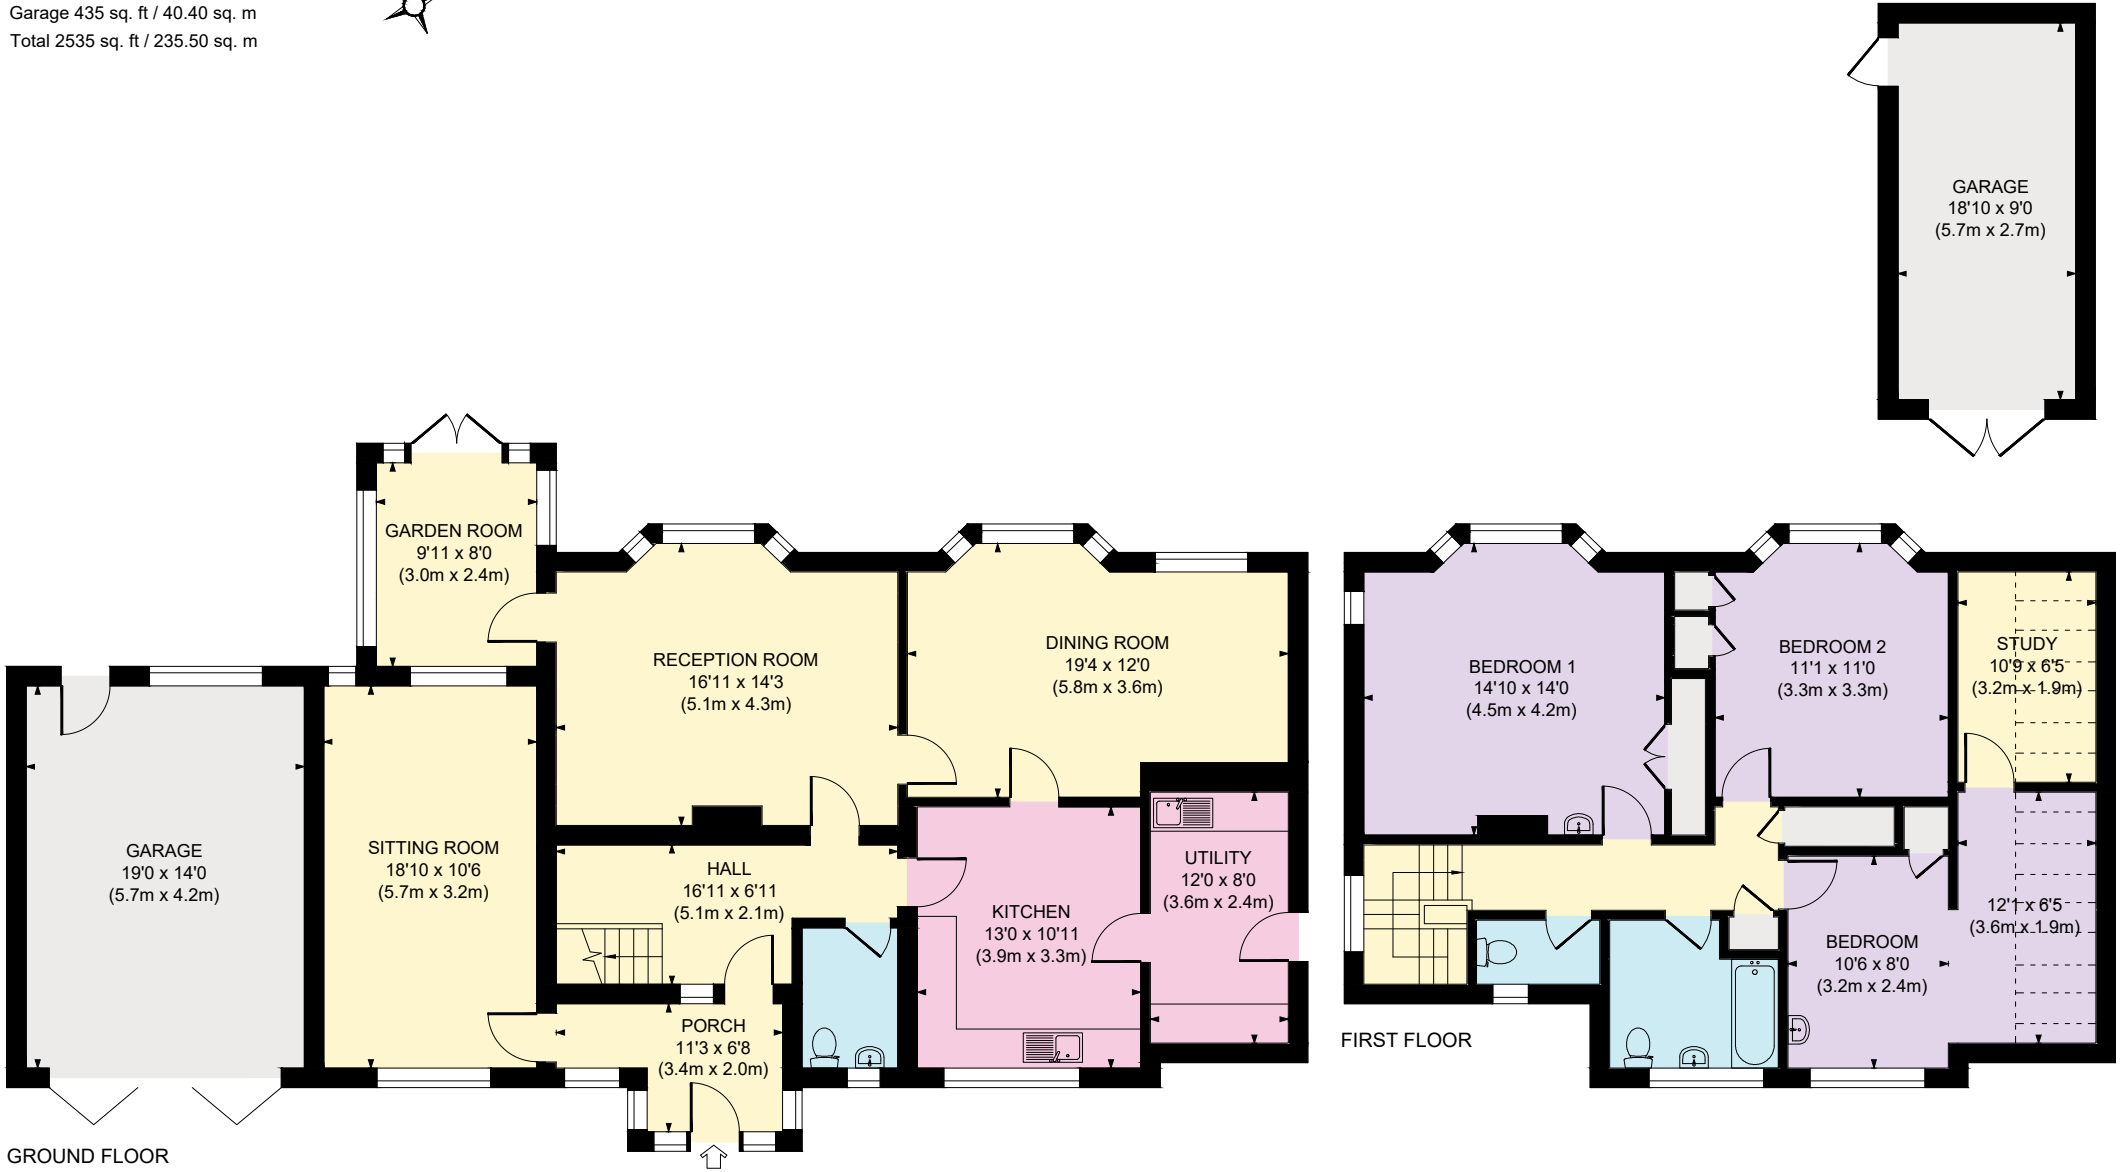 Garage 435 sq. ft / 40.40 sq. m
Total 2535 sq. ft / 235.50 sq. m
GARAGE
18'10 x 9'0
(5.7m x 2.7m)
GARDEN ROOM
9'11 x 8'0
(3.0m x 2.4m)
RECEPTION ROOM
16'11 x 14'3
(5.1m x 4.3m)
DINING ROOM
19'4 x 12'0
(5.8m x 3.6m)
BEDROOM 1
14'10 x 14'0
(4.5m x 4.2m)
BEDROOM 2
11'1 x 11'0
(3.3m x 3.3m)
STUDY
10'9 x 6'5
(3.2m x 1.9m)
GARAGE
19'0 x 14'0
(5.7m x 4.2m)
SITTING ROOM
18'10 x 10'6
(5.7m x 3.2m)
HALL
16'11 x 6'11
(5.1m x 2.1m)
KITCHEN
13'0 x 10'11
(3.9m x 3.3m)
UTILITY
12'0 x 8'0
(3.6m x 2.4m)
BEDROOM
10'6 x 8'0
(3.2m x 2.4m)
12'1 x 6'5
(3.6m x 1.9m)
PORCH
11'3 x 6'8
(3.4m x 2.0m)
FIRST FLOOR
GROUND FLOOR